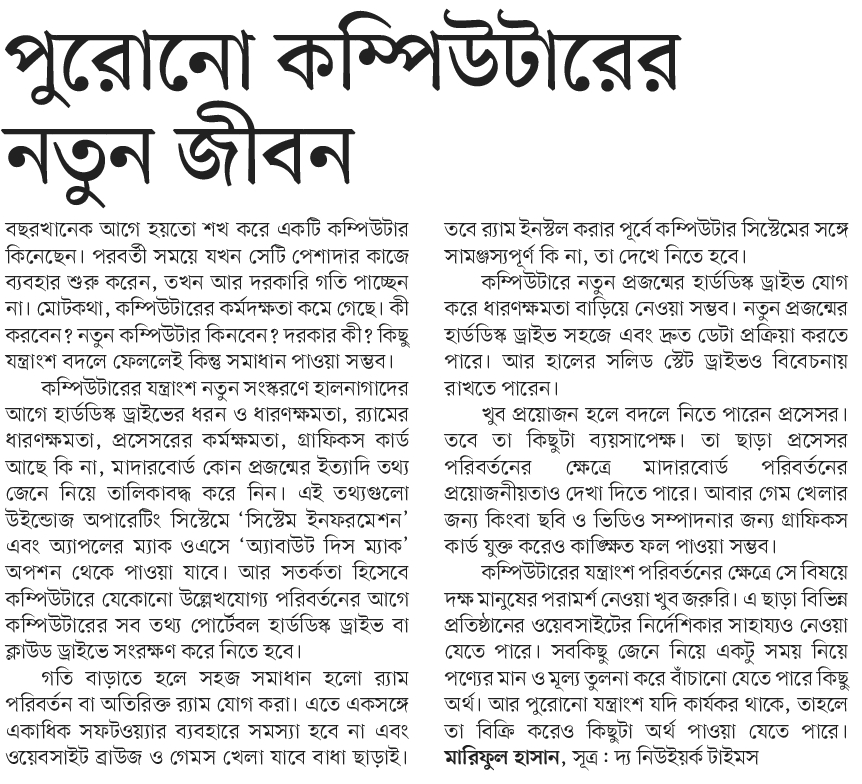 পুরোনো কম্পিউটারের
নতুন জীবন
বছরখানেক আগে হয়তো শখ করে একটি কম্পিউটার
কিনেছেন। পরবর্তী সময়ে যখন সেটি পেশাদার কাজে
ব্যবহার শুরু করেন, তখন আর দরকারি গতি পাচ্ছেন
না। মোটকথা, কম্পিউটারের কর্মদক্ষতা কমে গেছে। কী
করবেন? নতুন কম্পিউটার কিনবেন? দরকার কী? কিছু
যন্ত্রাংশ বদলে ফেললেই কিন্তু সমাধান পাওয়া সম্ভব।
কম্পিউটারের যন্ত্রাংশ নতুন সংস্করণে হালনাগাদের
আগে হার্ডডিস্ক ড্রাইভের ধরন ও ধারণক্ষমতা, র‍্যামের
ধারণক্ষমতা, প্রসেসরের কর্মক্ষমতা, গ্রাফিকস কার্ড
আছে কি না, মাদারবোর্ড কোন প্রজন্মের ইত্যাদি তথ্য
জেনে নিয়ে তালিকাবদ্ধ করে নিন। এই তথ্যগুলো
উইন্ডোজ অপারেটিং সিস্টেমে ‘সিস্টেম ইনফরমেশন’
এবং অ্যাপলের ম্যাক ওএসে ‘অ্যাবাউট দিস ম্যাক’
অপশন থেকে পাওয়া যাবে। আর সতর্কতা হিসেবে
কম্পিউটারে যেকোনো উল্লেখযোগ্য পরিবর্তনের আগে
কম্পিউটারের সব তথ্য পোর্টেবল হার্ডডিস্ক ড্রাইভ বা
ক্লাউড ড্রাইভে সংরক্ষণ করে নিতে হবে।
গতি বাড়াতে হলে সহজ সমাধান হলো র‍্যাম
পরিবর্তন বা অতিরিক্ত র‍্যাম যোগ করা। এতে একসঙ্গে
একাধিক সফটওয়্যার ব্যবহারে সমস্যা হবে না এবং
ওয়েবসাইট ব্রাউজ ও গেমস খেলা যাবে বাধা ছাড়াই।
তবে র‍্যাম ইনস্টল করার পূর্বে কম্পিউটার সিস্টেমের সঙ্গে
সামঞ্জস্যপূর্ণ কি না, তা দেখে নিতে হবে।
কম্পিউটারে নতুন প্রজন্মের হার্ডডিস্ক ড্রাইভ যোগ
করে ধারণক্ষমতা বাড়িয়ে নেওয়া সম্ভব। নতুন প্রজন্মের
হার্ডডিস্ক ড্রাইভ সহজে এবং দ্রুত ডেটা প্রক্রিয়া করতে
পারে। আর হালের সলিড স্টেট ড্রাইভও বিবেচনায়
রাখতে পারেন।
খুব প্রয়োজন হলে বদলে নিতে পারেন প্রসেসর।
তবে তা কিছুটা ব্যয়সাপেক্ষ। তা ছাড়া প্রসেসর
পরিবর্তনের ক্ষেত্রে মাদারবোর্ড পরিবর্তনের
প্রয়োজনীয়তাও দেখা দিতে পারে। আবার গেম খেলার
জন্য কিংবা ছবি ও ভিডিও সম্পাদনার জন্য গ্রাফিকস
কার্ড যুক্ত করেও কাঙ্ক্ষিত ফল পাওয়া সম্ভব।
কম্পিউটারের যন্ত্রাংশ পরিবর্তনের ক্ষেত্রে সে বিষয়ে
দক্ষ মানুষের পরামর্শ নেওয়া খুব জরুরি। এ ছাড়া বিভিন্ন
প্রতিষ্ঠানের ওয়েবসাইটের নির্দেশিকার সাহায্যও নেওয়া
যেতে পারে। সবকিছু জেনে নিয়ে একটু সময় নিয়ে
পণ্যের মান ও মূল্য তুলনা করে বাঁচানো যেতে পারে কিছু
অর্থ। আর পুরোনো যন্ত্রাংশ যদি কার্যকর থাকে, তাহলে
তা বিক্রি করেও কিছুটা অর্থ পাওয়া যেতে পারে।
মারিফুল হাসান, সূত্র : দ্য নিউইয়র্ক টাইমস